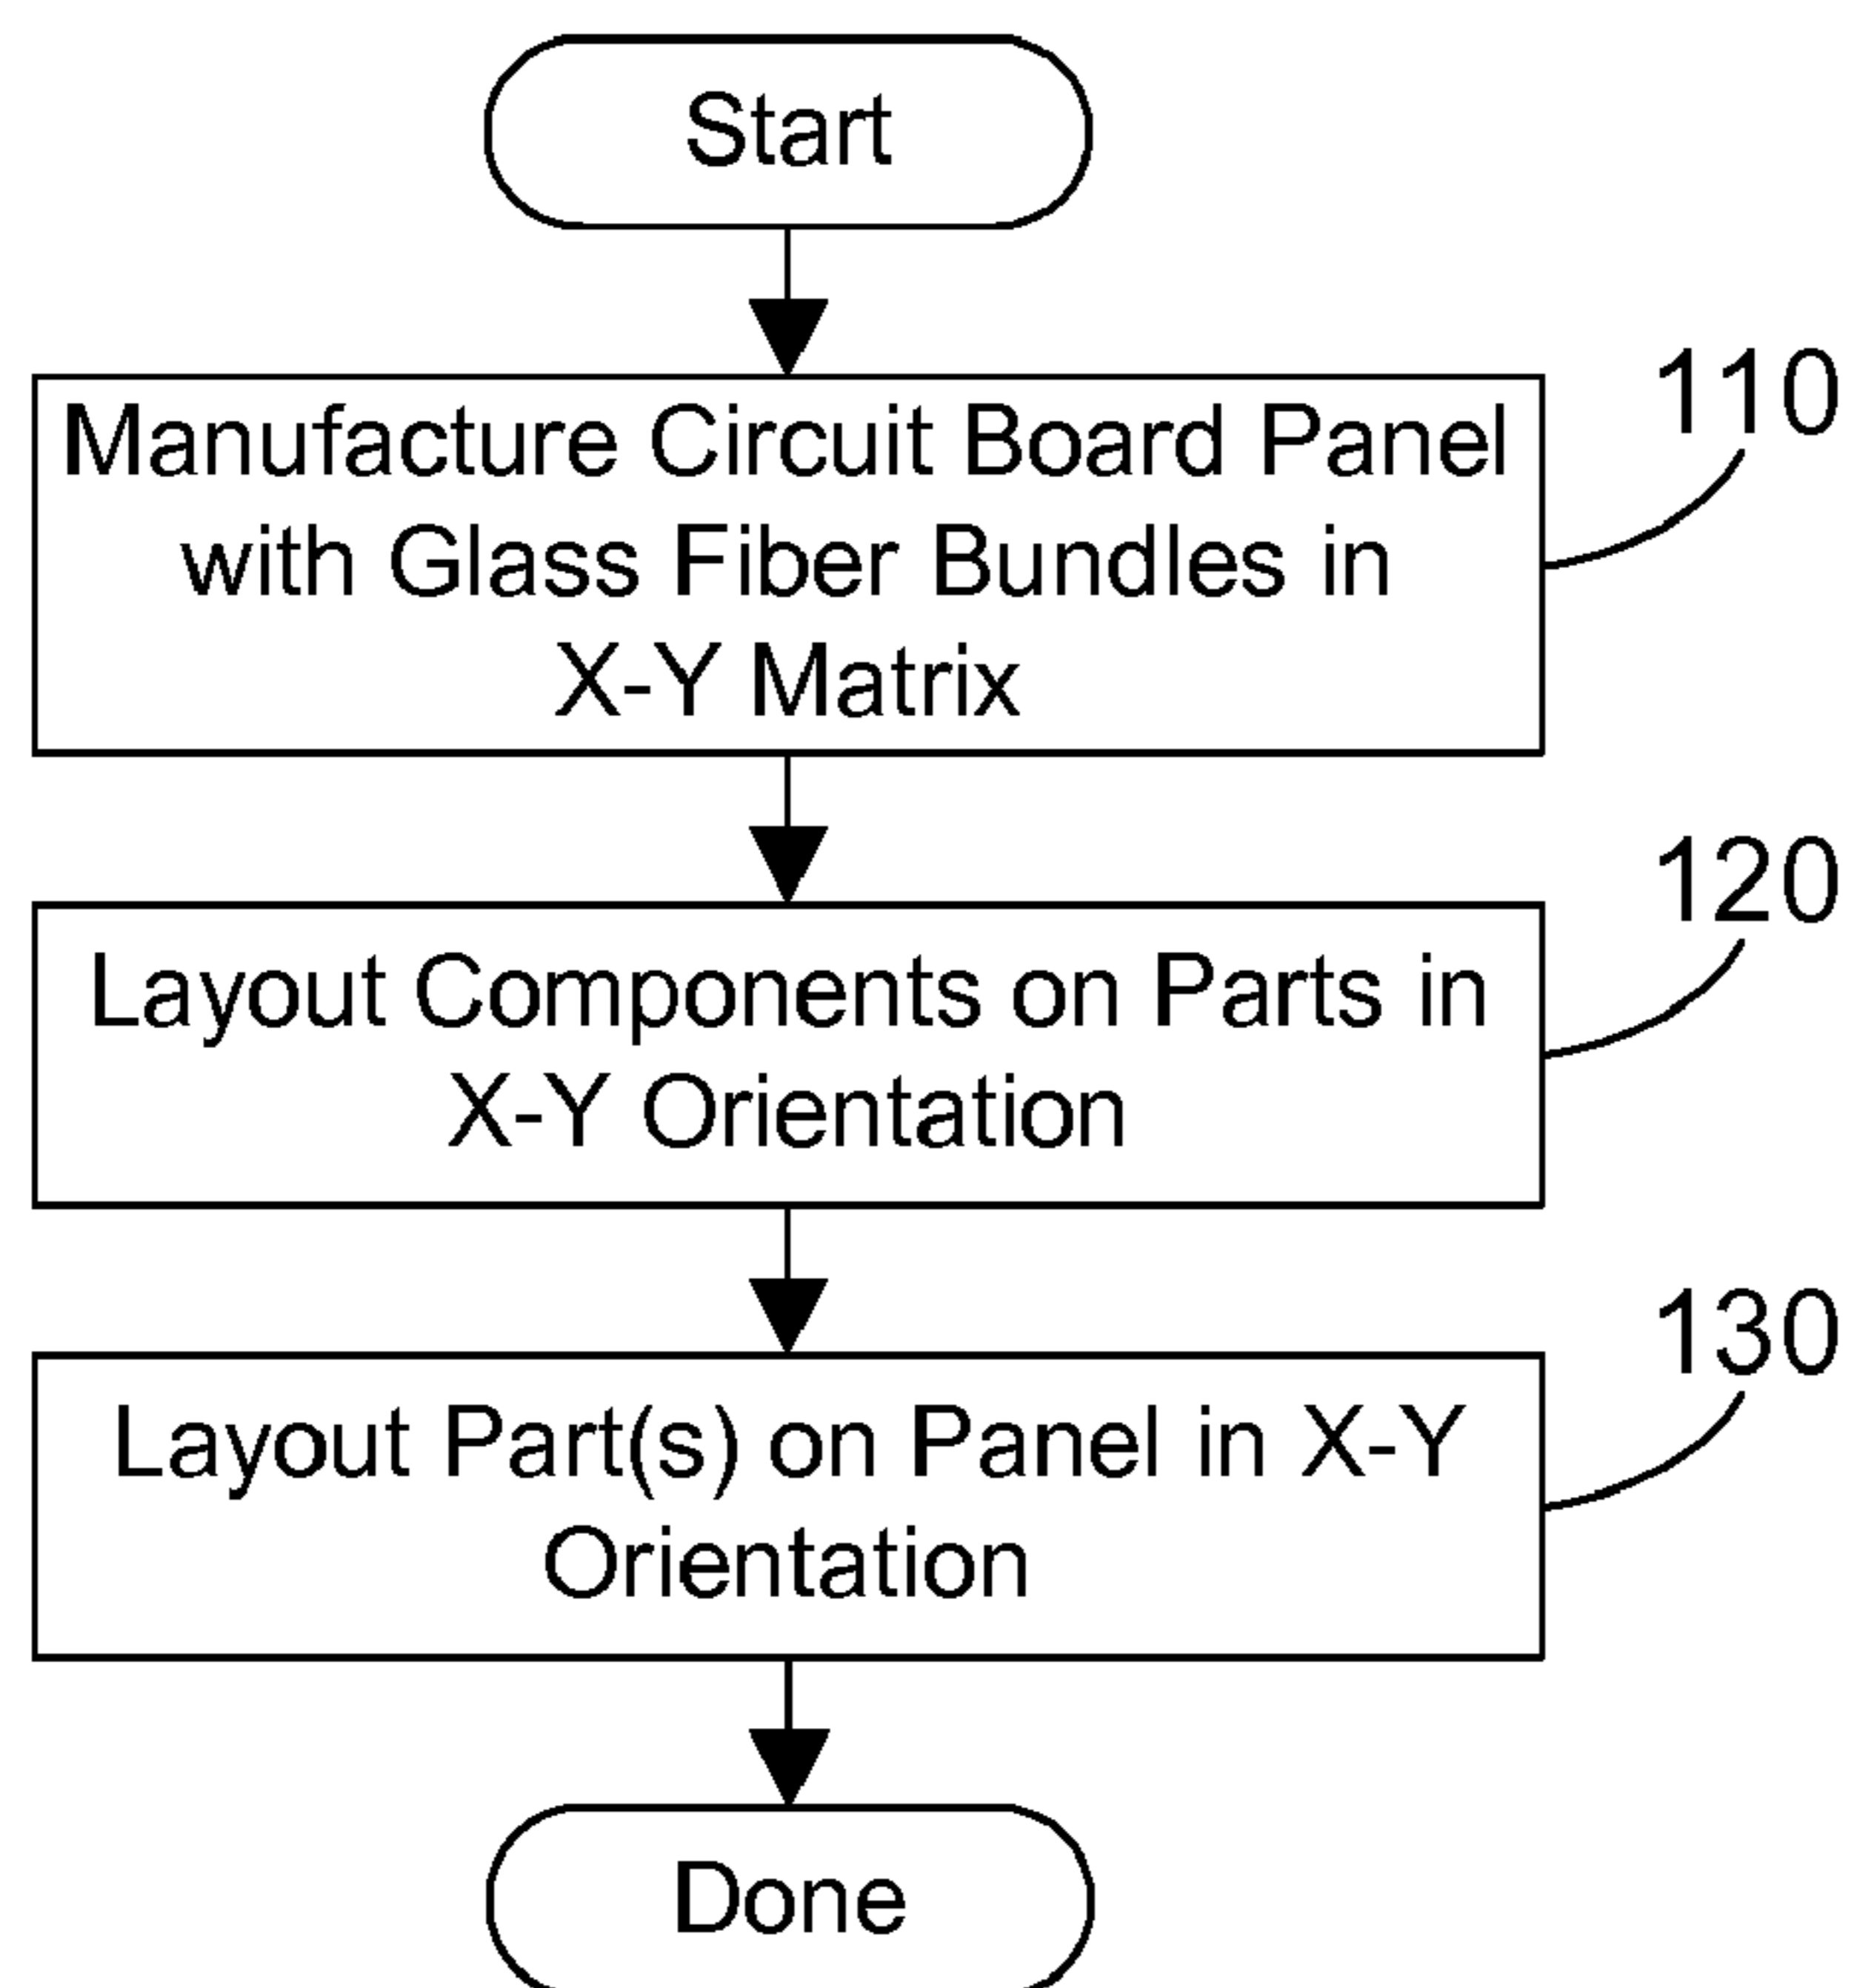 Start
110
Manufacture Circuit Board Panel
with Glass Fiber Bundles in
X-Y Matrix
120
Layout Components on Parts in
X-Y Orientation
130
Layout Part(s) on Panel in X-Y
Orientation
Done